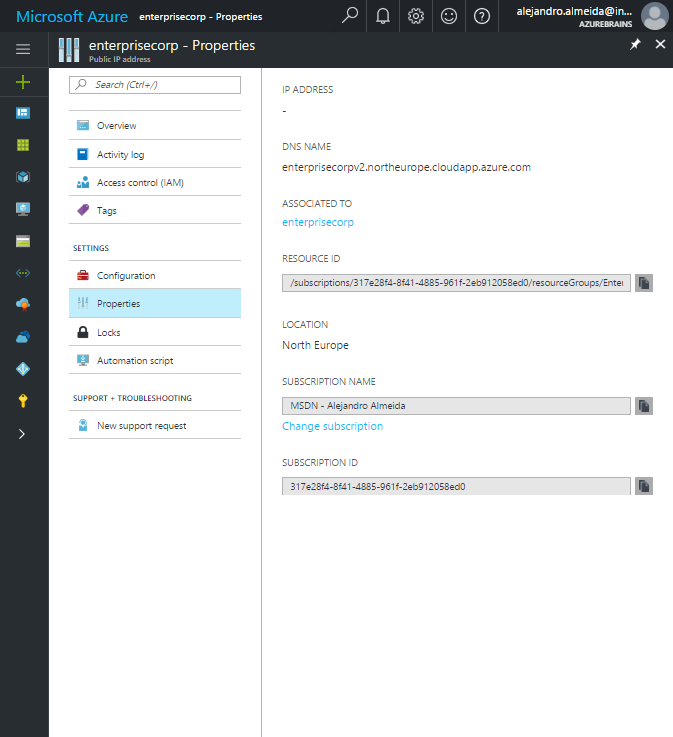 Microsoft Azure enterprisecorp - Properties
alejandro.almeida@in...
AZUREBRAINS
enterprisecorp - Properties
Public IP address
Search (Ctrl+/)
Overview
Activity log
Access control (IAM)
Tags
SETTINGS
Configuration
Properties
Locks
Automation script
SUPPORT + TROUBLESHOOTING
New support request
IP ADDRESS
-
DNS NAME
enterprisecorpv2.northeurope.cloudapp.azure.com
ASSOCIATED TO
enterprisecorp
RESOURCE ID
/subscriptions/317e28f4-8f41-4885-961f-2eb912058ed0/resourceGroups/Enter
LOCATION
North Europe
SUBSCRIPTION NAME
MSDN - Alejandro Almeida
Change subscription
SUBSCRIPTION ID
317e28f4-8f41-4885-961f-2eb912058ed0